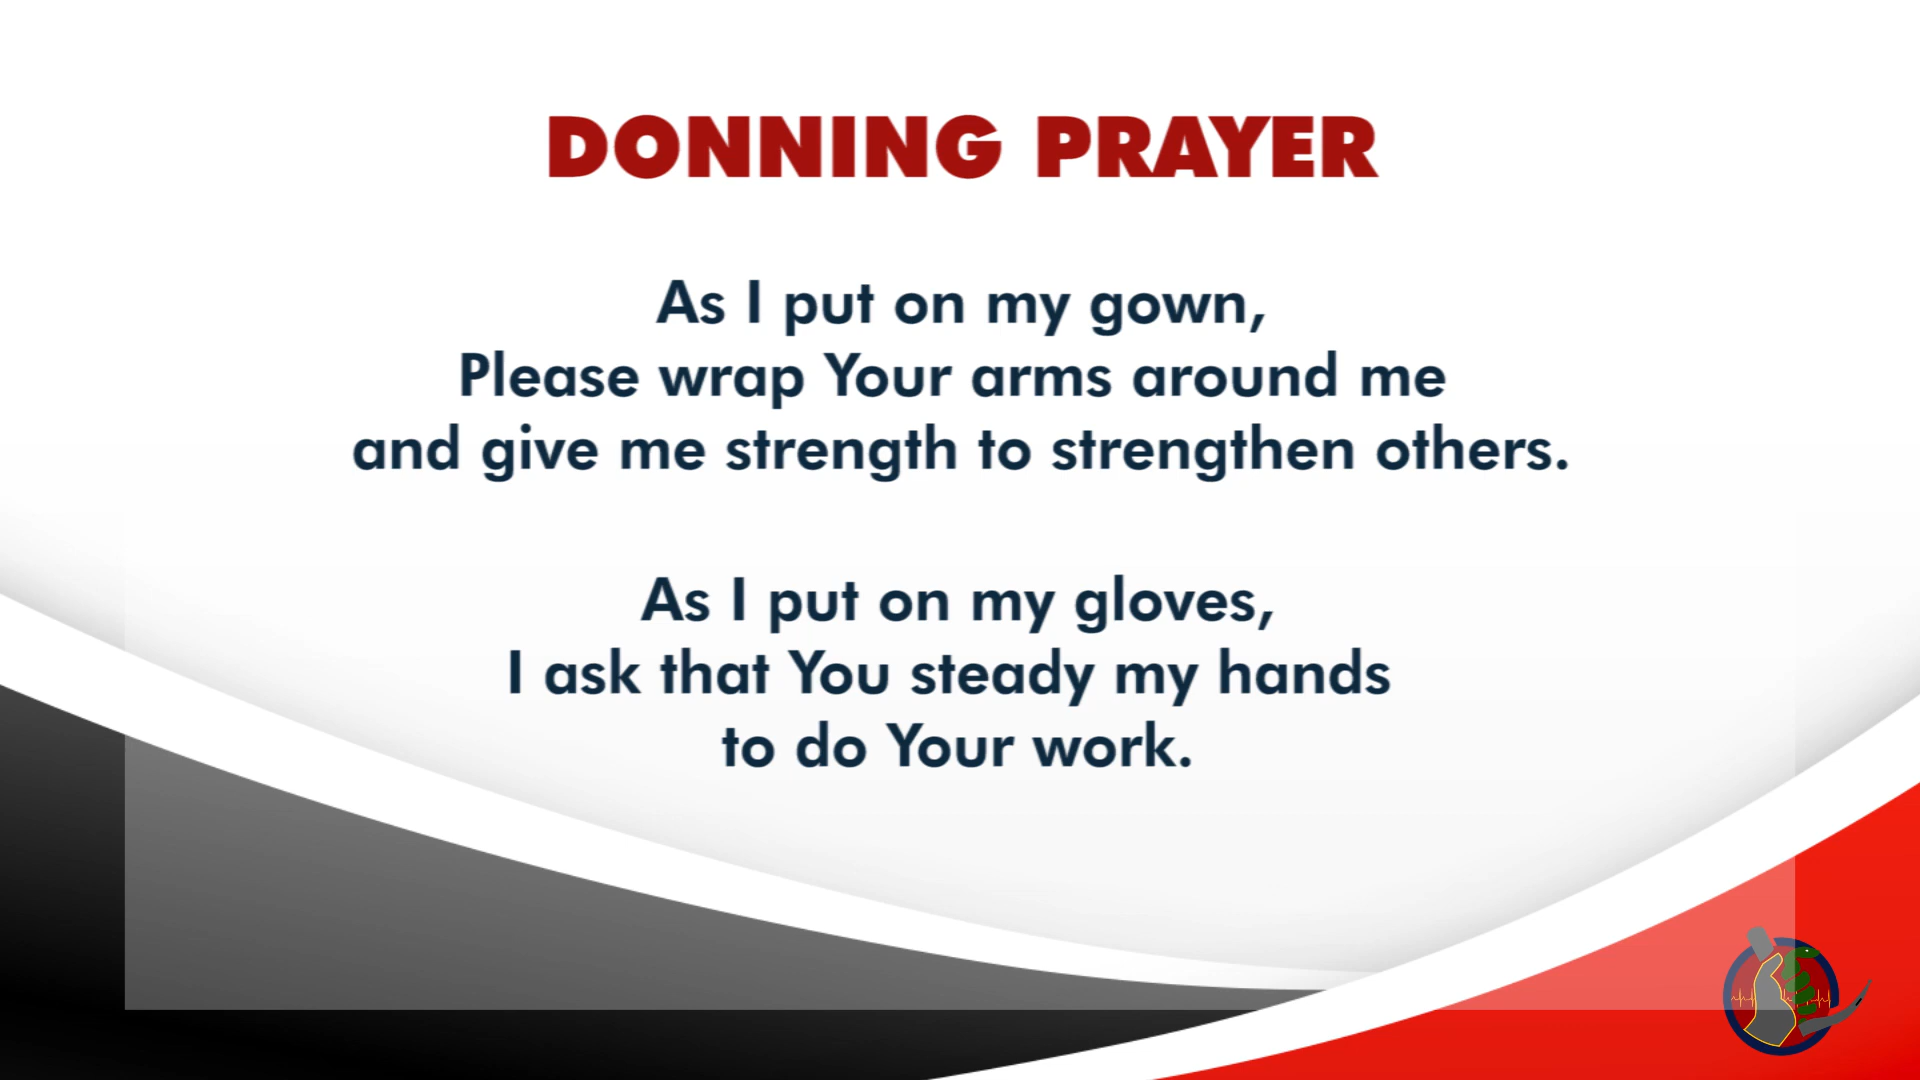 DONNING PRAYER
As I put on my gown,
Please wrap Your arms around me
and give me strength to strengthen others.
As I put on my gloves,
I ask that You steady my hands
to do Your work.